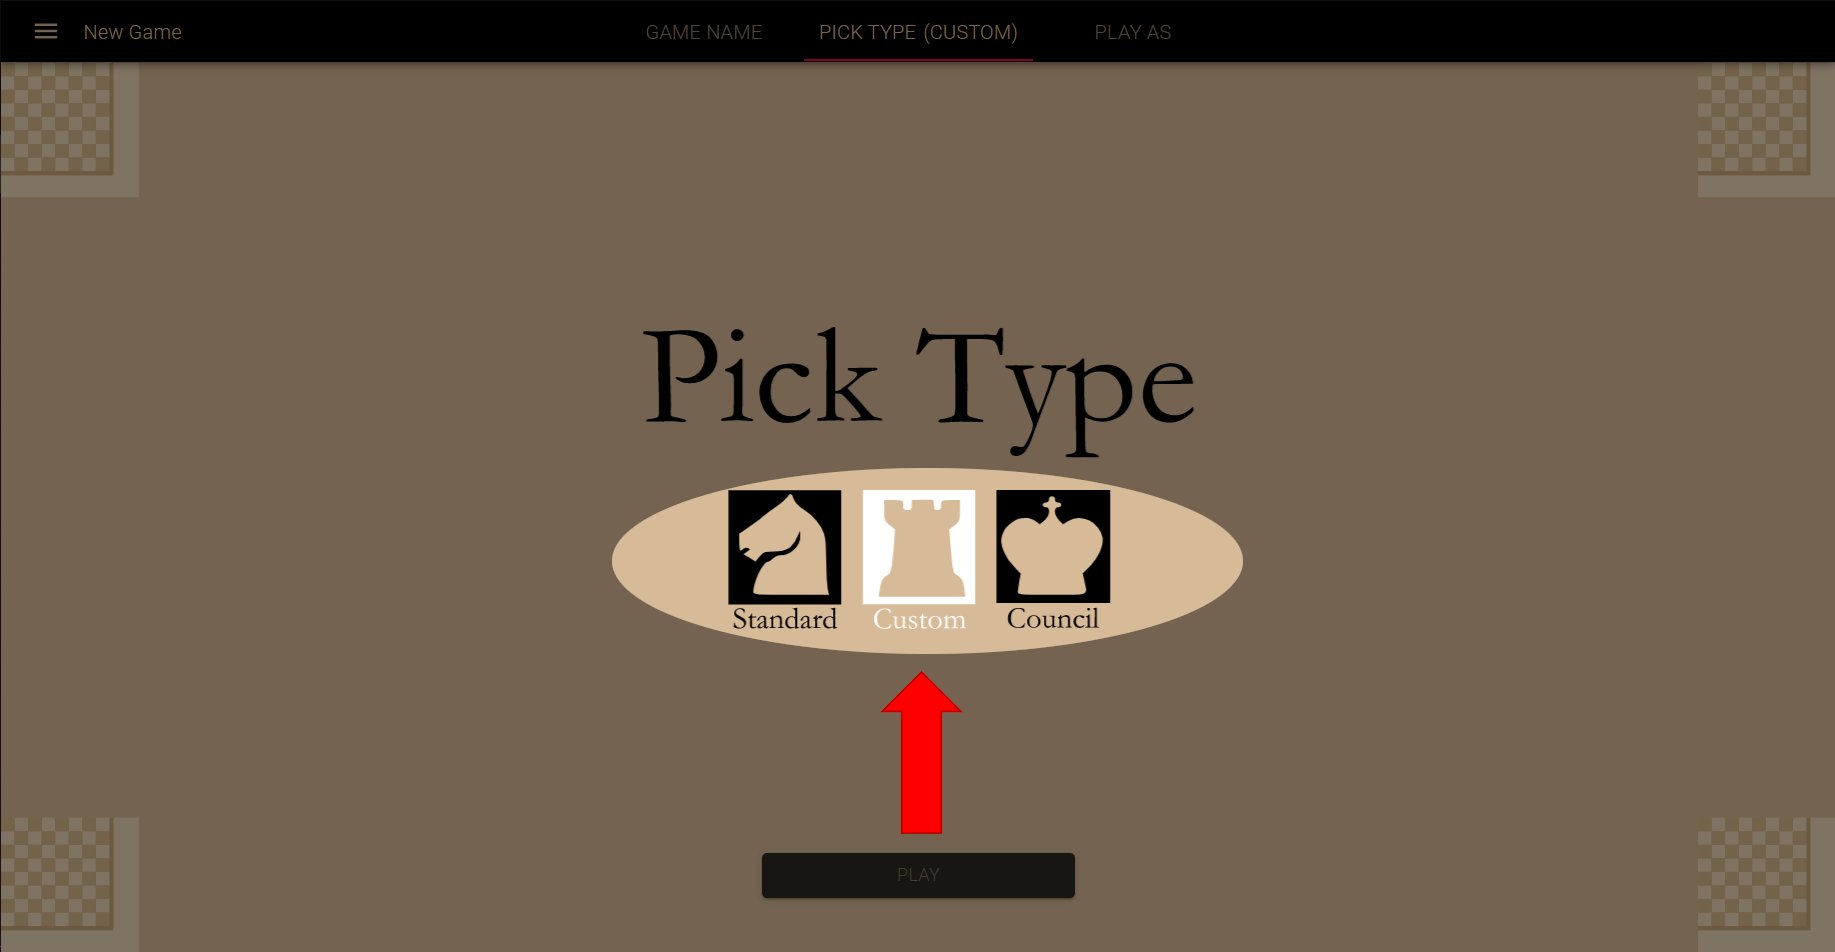 New Game
GAME NAME
PICK TYPE (CUSTOM)
PLAY AS
Pick Type
Standard
Custom
Council
PLAY